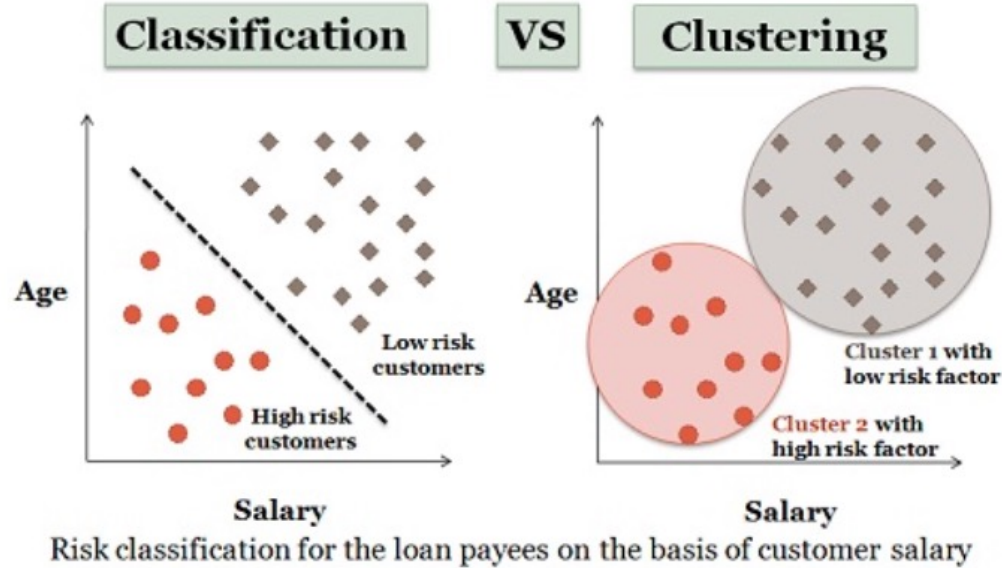 Classification
VS
Clustering
Age
Low risk
customers
High risk
customers
Salary
Age
Cluster 1 with
low risk factor
Cluster 2 with
high risk factor
Salary
Risk classification for the loan payees on the basis of customer salary